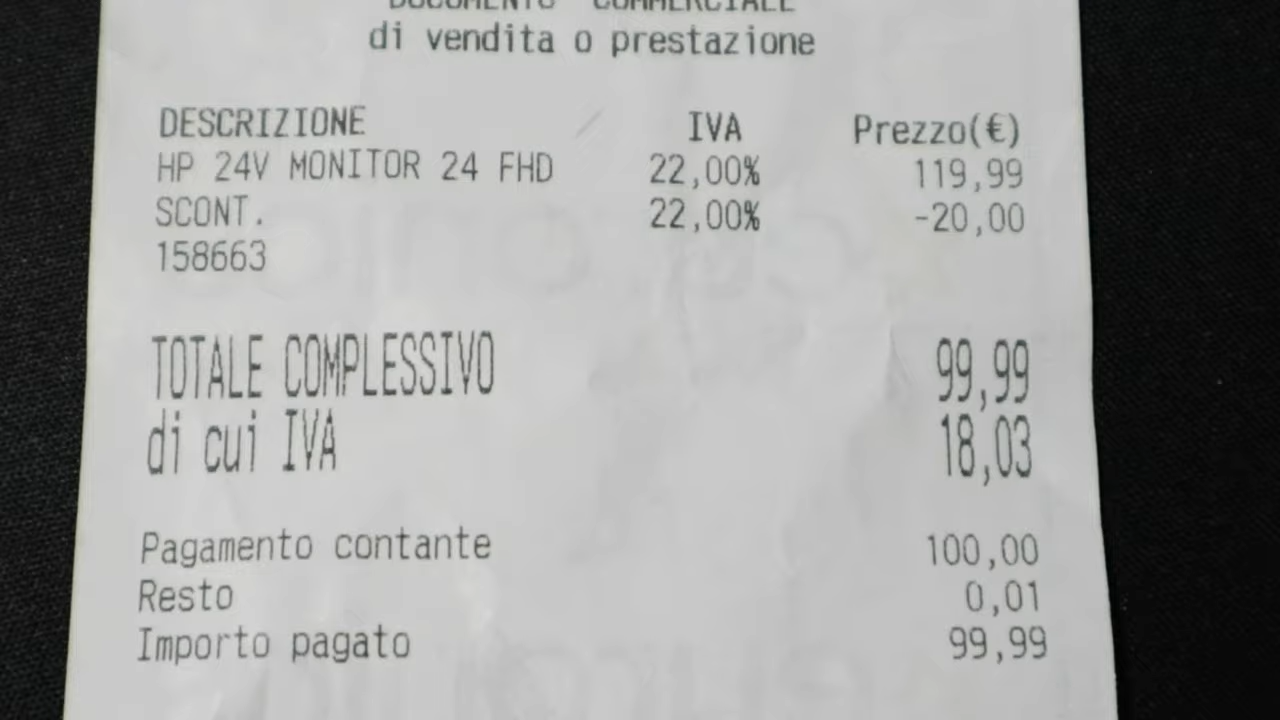 DOCUMENTO COMMERCIALE
di vendita o prestazione
DESCRIZIONE IVA Prezzo(€)
HP 24V MONITOR 24 FHD 22,00% 119,99
SCONT. 22,00% -20,00
158663
TOTALE COMPLESSIVO 99,99
di cui IVA 18,03
Pagamento contante 100,00
Resto 0,01
Importo pagato 99,99